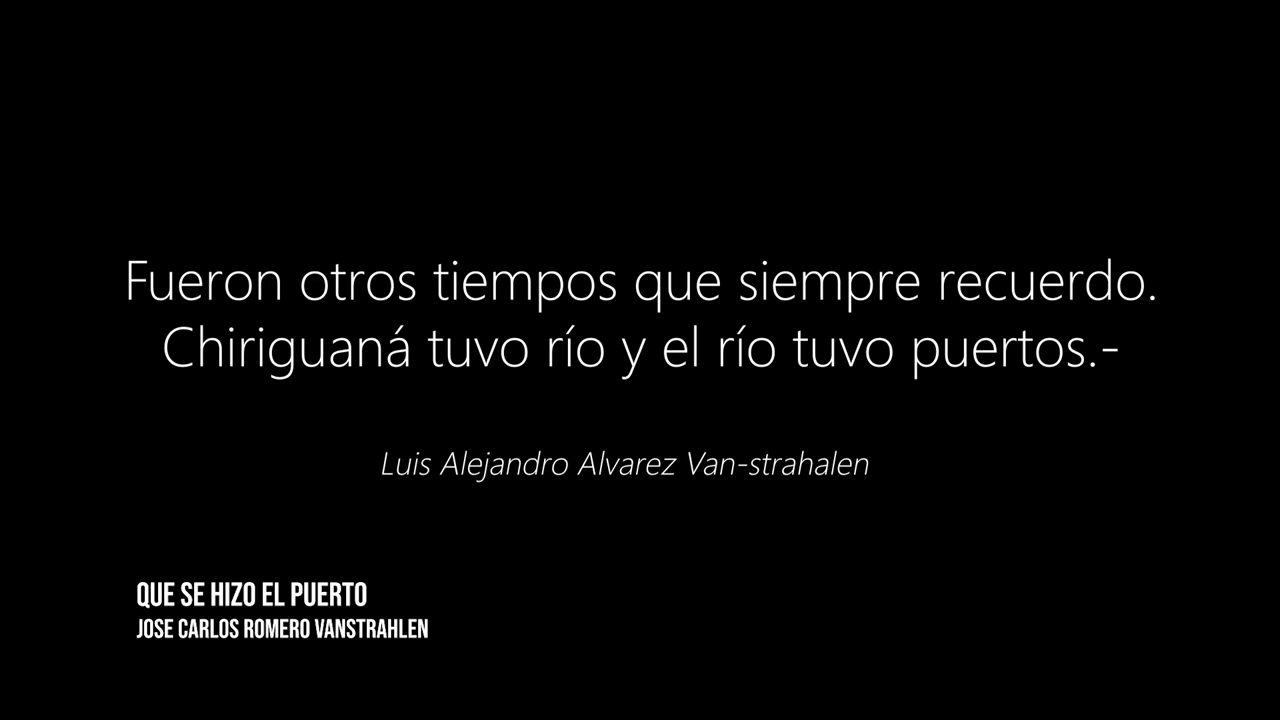 Fueron otros tiempos que siempre recuerdo.
Chiriguaná tuvo río y el río tuvo puertos.-
Luis Alejandro Alvarez Van-strahalen
QUE SE HIZO EL PUERTO
JOSE CARLOS ROMERO VANSTRAHLEN